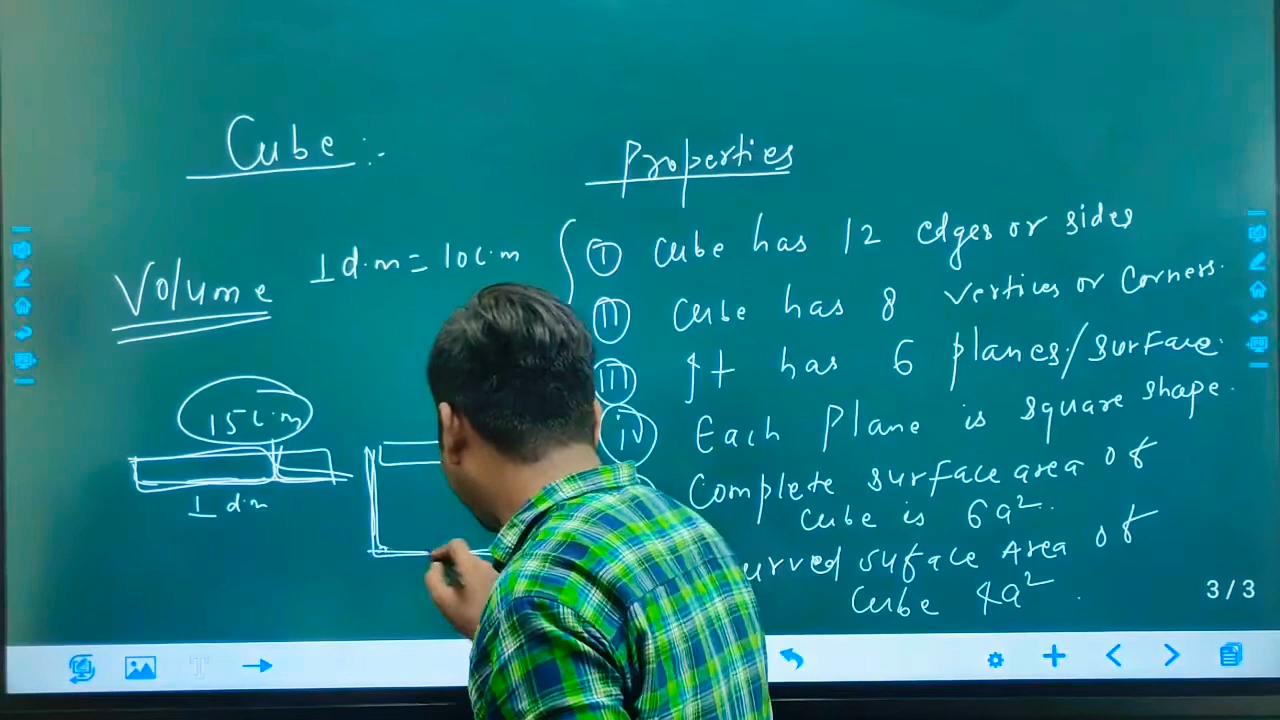 Cube :-
Volume
1 d.m = 10 c.m
15 c.m
1 d.m
Properties
(I) Cube has 12 edges or sides
(II) Cube has 8 vertices or corners.
(III) It has 6 planes/surface.
(iv) Each plane is square shape.
Complete surface area of
cube is 6a².
urved suface Area of
cube 4a².
3/3